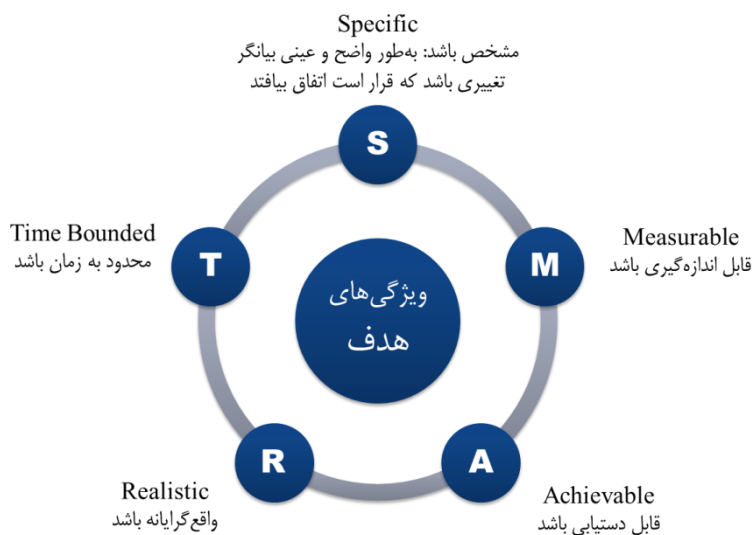 Specific
مشخص باشد: به‌طور واضح و عینی بیانگر
تغییری باشد که قرار است اتفاق بیافتد
S
Measurable
قابل اندازه‌گیری باشد
M
Achievable
قابل دستیابی باشد
A
Realistic
واقع‌گرایانه باشد
R
Time Bounded
محدود به زمان باشد
T
ویژگی‌های
هدف